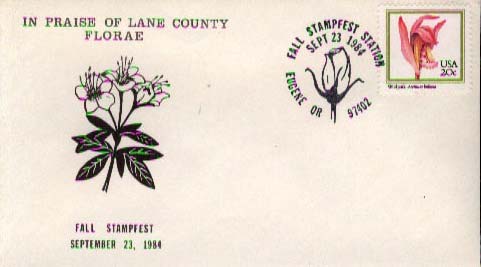 IN PRAISE OF LANE COUNTY
FLORAE
FALL STAMPFEST STATION
SEPT 23 1984
EUGENE OR 97402
USA
20c
FALL STAMPFEST
SEPTEMBER 23, 1984